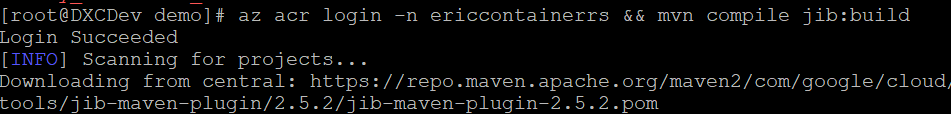 [root@DXCDev demo]# az acr login -n ericcontainerrs && mvn compile jib:build
Login Succeeded
[INFO] Scanning for projects...
Downloading from central: https://repo.maven.apache.org/maven2/com/google/cloud/
tools/jib-maven-plugin/2.5.2/jib-maven-plugin-2.5.2.pom